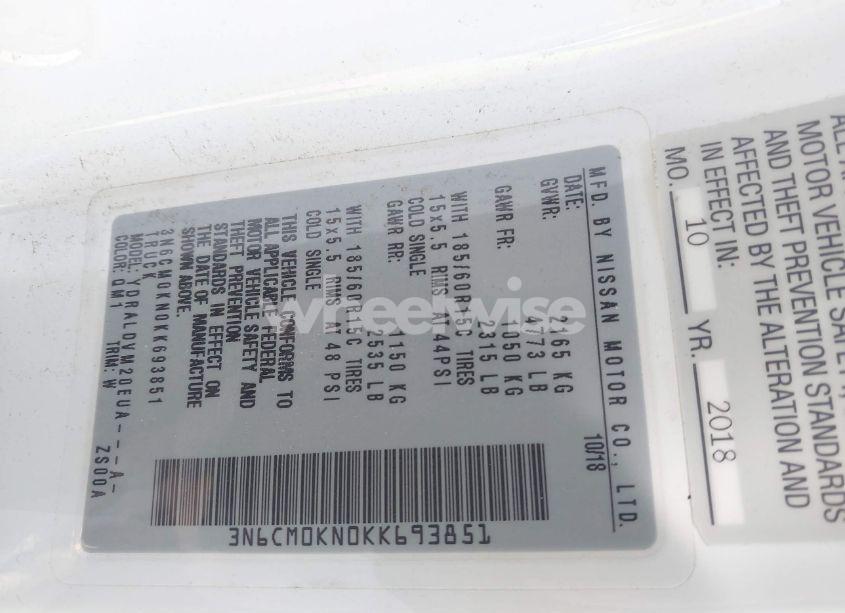 MFD. BY NISSAN MOTOR CO., LTD.
DATE: 10/18
GVWR: 2165 KG
4773 LB
GAWR FR: 1050 KG
2315 LB
WITH 185/60R15C TIRES
15x5.5 RIMS AT 44PSI
COLD SINGLE
GAWR RR: 1150 KG
2535 LB
WITH 185/60R15C TIRES
15x5.5 RIMS AT 48 PSI
COLD SINGLE
THIS VEHICLE CONFORMS TO
ALL APPLICABLE FEDERAL
MOTOR VEHICLE SAFETY AND
THEFT PREVENTION
STANDARDS IN EFFECT ON
THE DATE OF MANUFACTURE
SHOWN ABOVE.
3N6CM0KN0KK693851
TRUCK
MODEL: YDRALDVM20EUA---A-
COLOR: QM1 TRIM: W ZS00A
3N6CM0KN0KK693851
MOTOR VEHICLE SAFETY,
AND THEFT PREVENTION STANDARDS
AFFECTED BY THE ALTERATION AND
IN EFFECT IN:
MO. 10 YR. 2018
wheelwise